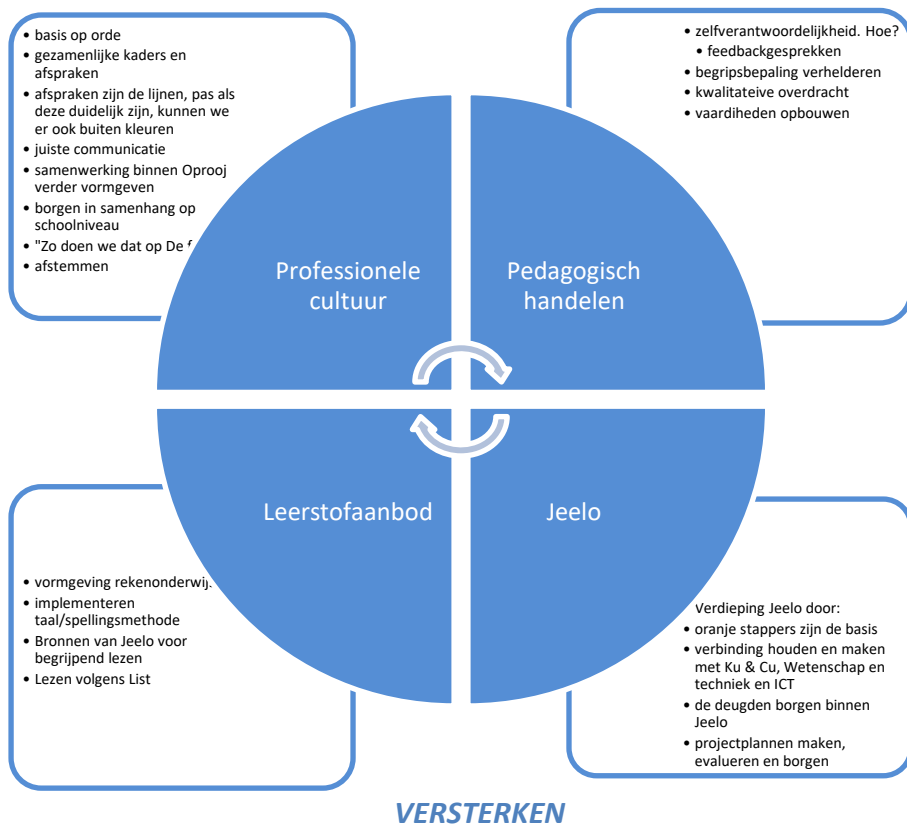 • basis op orde
• gezamenlijke kaders en
afspraken
• afspraken zijn de lijnen, pas als
deze duidelijk zijn, kunnen we
er ook buiten kleuren
• juiste communicatie
• samenwerking binnen Oprooj
verder vormgeven
• borgen in samenhang op
schoolniveau
• "Zo doen we dat op De
• afstemmen
• zelfverantwoordelijkheid. Hoe?
• feedbackgesprekken
• begripsbepaling verhelderen
• kwalitateive overdracht
• vaardiheden opbouwen
Professionele
cultuur
Pedagogisch
handelen
Leerstofaanbod
Jeelo
• vormgeving
• implementeren
taal/spellingsmethode
• Bronnen van Jeelo voor
begrijpend lezen
• Lezen volgens List
Verdieping Jeelo door:
• oranje stappers zijn de basis
• verbinding houden en maken
met Ku & Cu, Wetenschap en
techniek en ICT
• de deugden borgen binnen
Jeelo
• projectplannen maken,
evalueren en borgen
VERSTERKEN